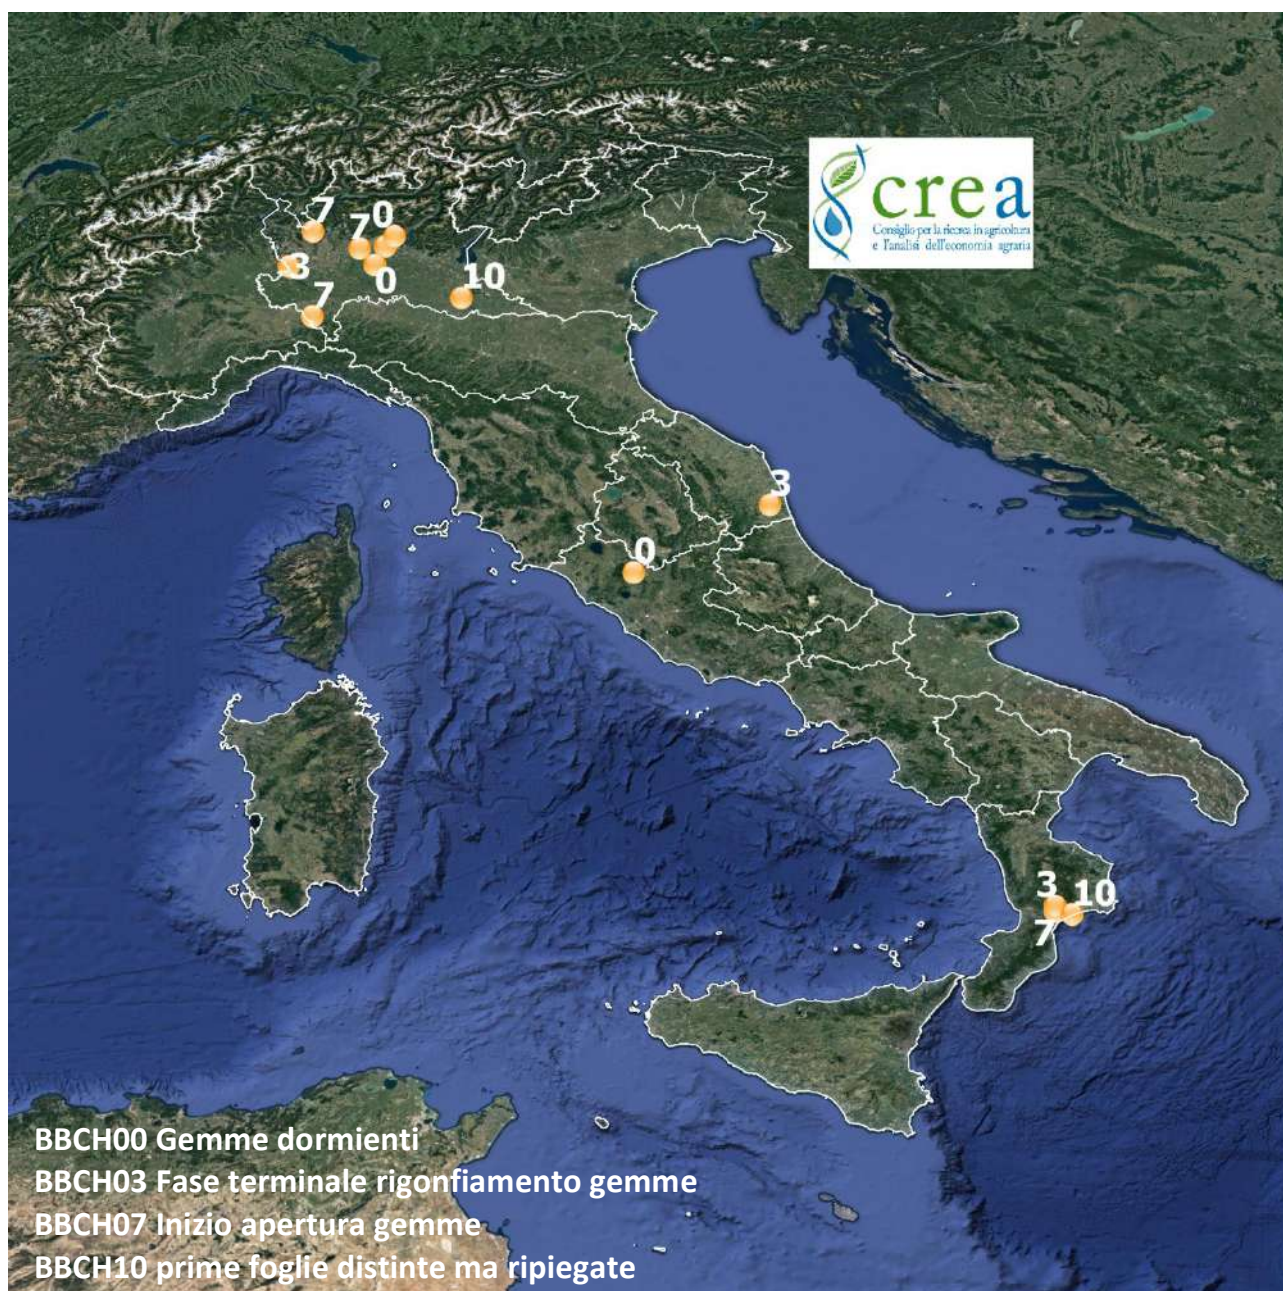 crea
Consiglio per la ricerca in agricoltura
e l'analisi dell'economia agraria
7
7
0
3
0
10
7
3
0
3
10
7
BBCH00 Gemme dormienti
BBCH03 Fase terminale rigonfiamento gemme
BBCH07 Inizio apertura gemme
BBCH10 prime foglie distinte ma ripiegate